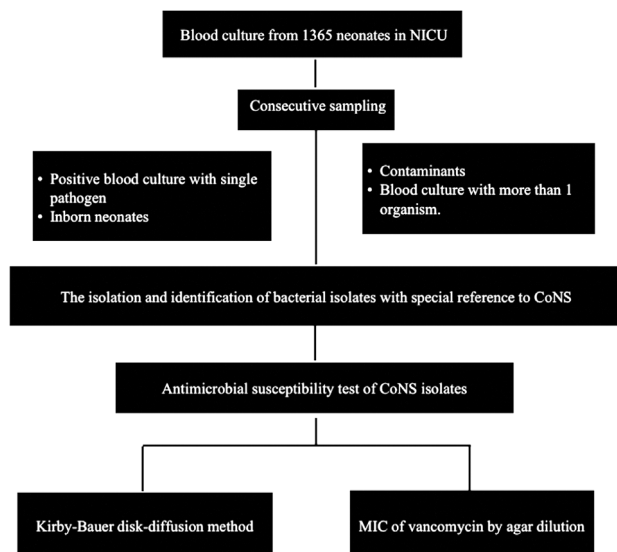 Blood culture from 1365 neonates in NICU
Consecutive sampling
• Positive blood culture with single
pathogen
• Inborn neonates
• Contaminants
• Blood culture with more than 1
organism.
The isolation and identification of bacterial isolates with special reference to CoNS
Antimicrobial susceptibility test of CoNS isolates
Kirby-Bauer disk-diffusion method
MIC of vancomycin by agar dilution